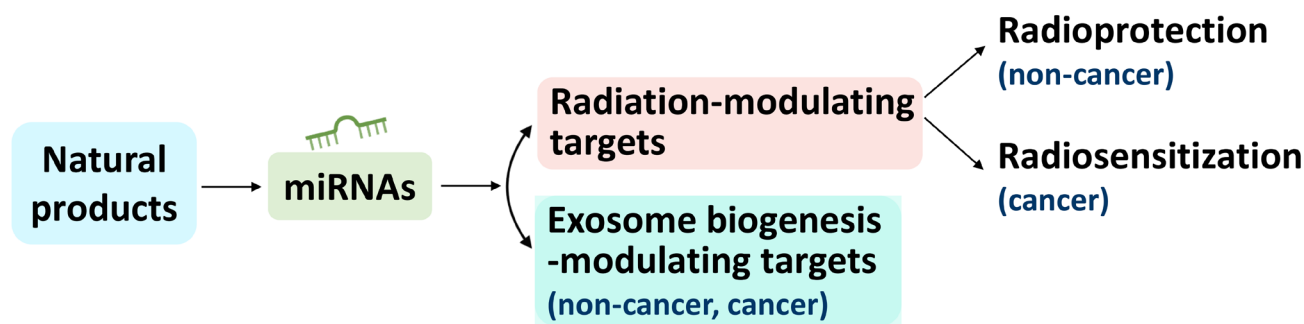 Natural
products
miRNAs
Radiation-modulating
targets
Exosome biogenesis
-modulating targets
(non-cancer, cancer)
Radioprotection
(non-cancer)
Radiosensitization
(cancer)